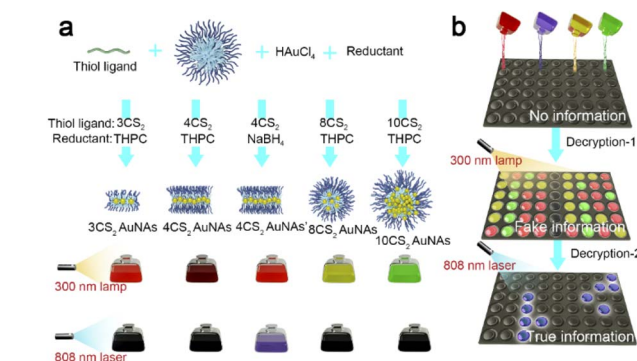 a
Thiol ligand
+
+ HAuCl₄ + Reductant
Thiol ligand: 3CS₂ 4CS₂ 4CS₂ 8CS₂ 10CS₂
Reductant: THPC THPC NaBH₄ THPC THPC
3CS₂ AuNAs 4CS₂ AuNAs 4CS₂ AuNAs' 8CS₂ AuNAs 10CS₂ AuNAs
300 nm lamp
808 nm laser
b
No information
Decryption-1
300 nm lamp
Fake information
Decryption-2
808 nm laser
True information